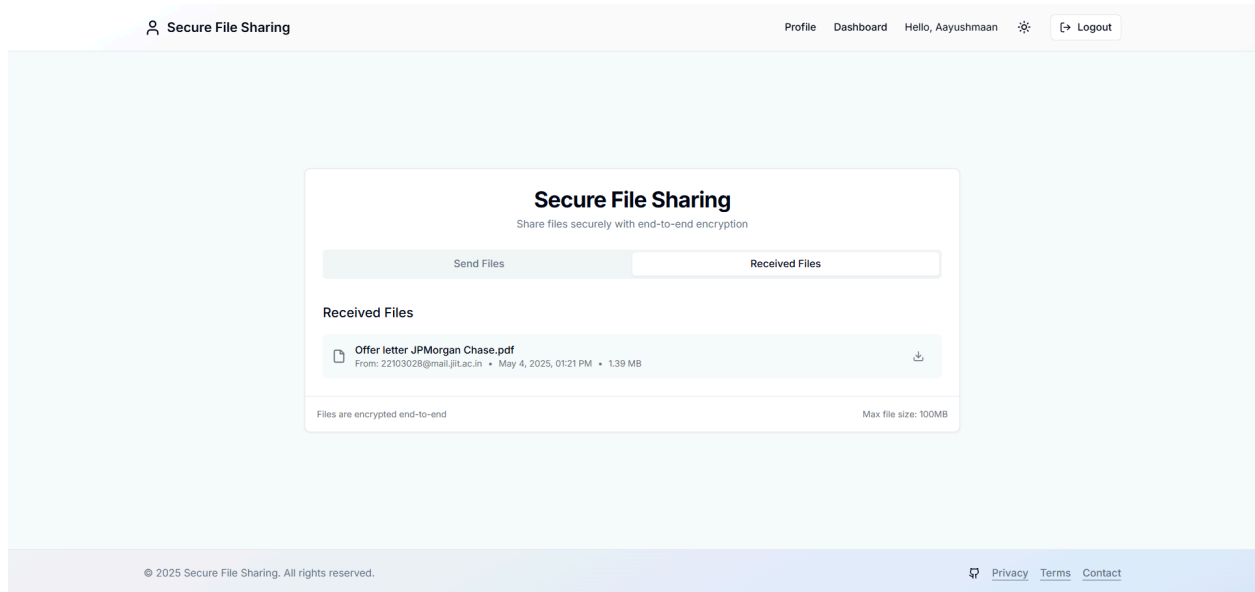 Secure File Sharing
Profile Dashboard Hello, Aayushmaan Logout
Secure File Sharing
Share files securely with end-to-end encryption
Send Files Received Files
Received Files
Offer letter JPMorgan Chase.pdf
From: 22103028@mail.jiit.ac.in • May 4, 2025, 01:21 PM • 1.39 MB
Files are encrypted end-to-end Max file size: 100MB
© 2025 Secure File Sharing. All rights reserved. Privacy Terms Contact